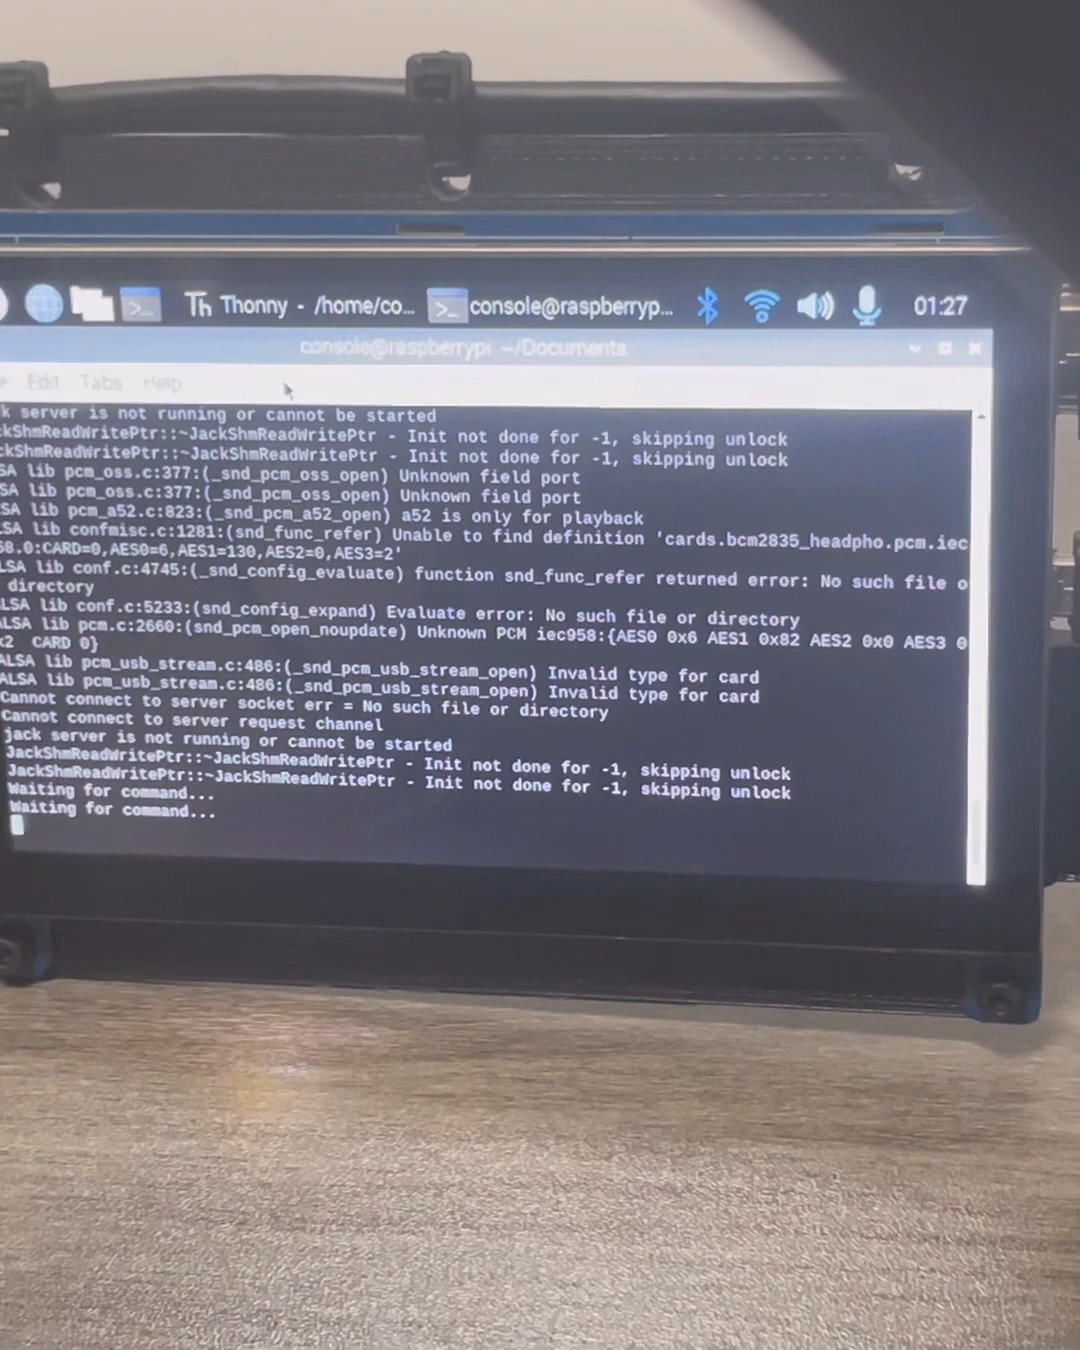 Thonny - /home/co... console@raspberryp... 01:27
console@raspberrypi: ~/Documents
Edit Tabs Help
k server is not running or cannot be started
ckShmReadWritePtr::~JackShmReadWritePtr - Init not done for -1, skipping unlock
ckShmReadWritePtr::~JackShmReadWritePtr - Init not done for -1, skipping unlock
SA lib pcm_oss.c:377:(_snd_pcm_oss_open) Unknown field port
SA lib pcm_oss.c:377:(_snd_pcm_oss_open) Unknown field port
SA lib pcm_a52.c:823:(_snd_pcm_a52_open) a52 is only for playback
LSA lib confmisc.c:1281:(snd_func_refer) Unable to find definition 'cards.bcm2835_headpho.pcm.iec
58.0:CARD=0,AES0=6,AES1=130,AES2=0,AES3=2'
LSA lib conf.c:4745:(_snd_config_evaluate) function snd_func_refer returned error: No such file o
directory
LSA lib conf.c:5233:(snd_config_expand) Evaluate error: No such file or directory
ALSA lib pcm.c:2660:(snd_pcm_open_noupdate) Unknown PCM iec958:{AES0 0x6 AES1 0x82 AES2 0x0 AES3 0
x2 CARD 0}
ALSA lib pcm_usb_stream.c:486:(_snd_pcm_usb_stream_open) Invalid type for card
ALSA lib pcm_usb_stream.c:486:(_snd_pcm_usb_stream_open) Invalid type for card
Cannot connect to server socket err = No such file or directory
Cannot connect to server request channel
jack server is not running or cannot be started
JackShmReadWritePtr::~JackShmReadWritePtr - Init not done for -1, skipping unlock
JackShmReadWritePtr::~JackShmReadWritePtr - Init not done for -1, skipping unlock
Waiting for command...
Waiting for command...